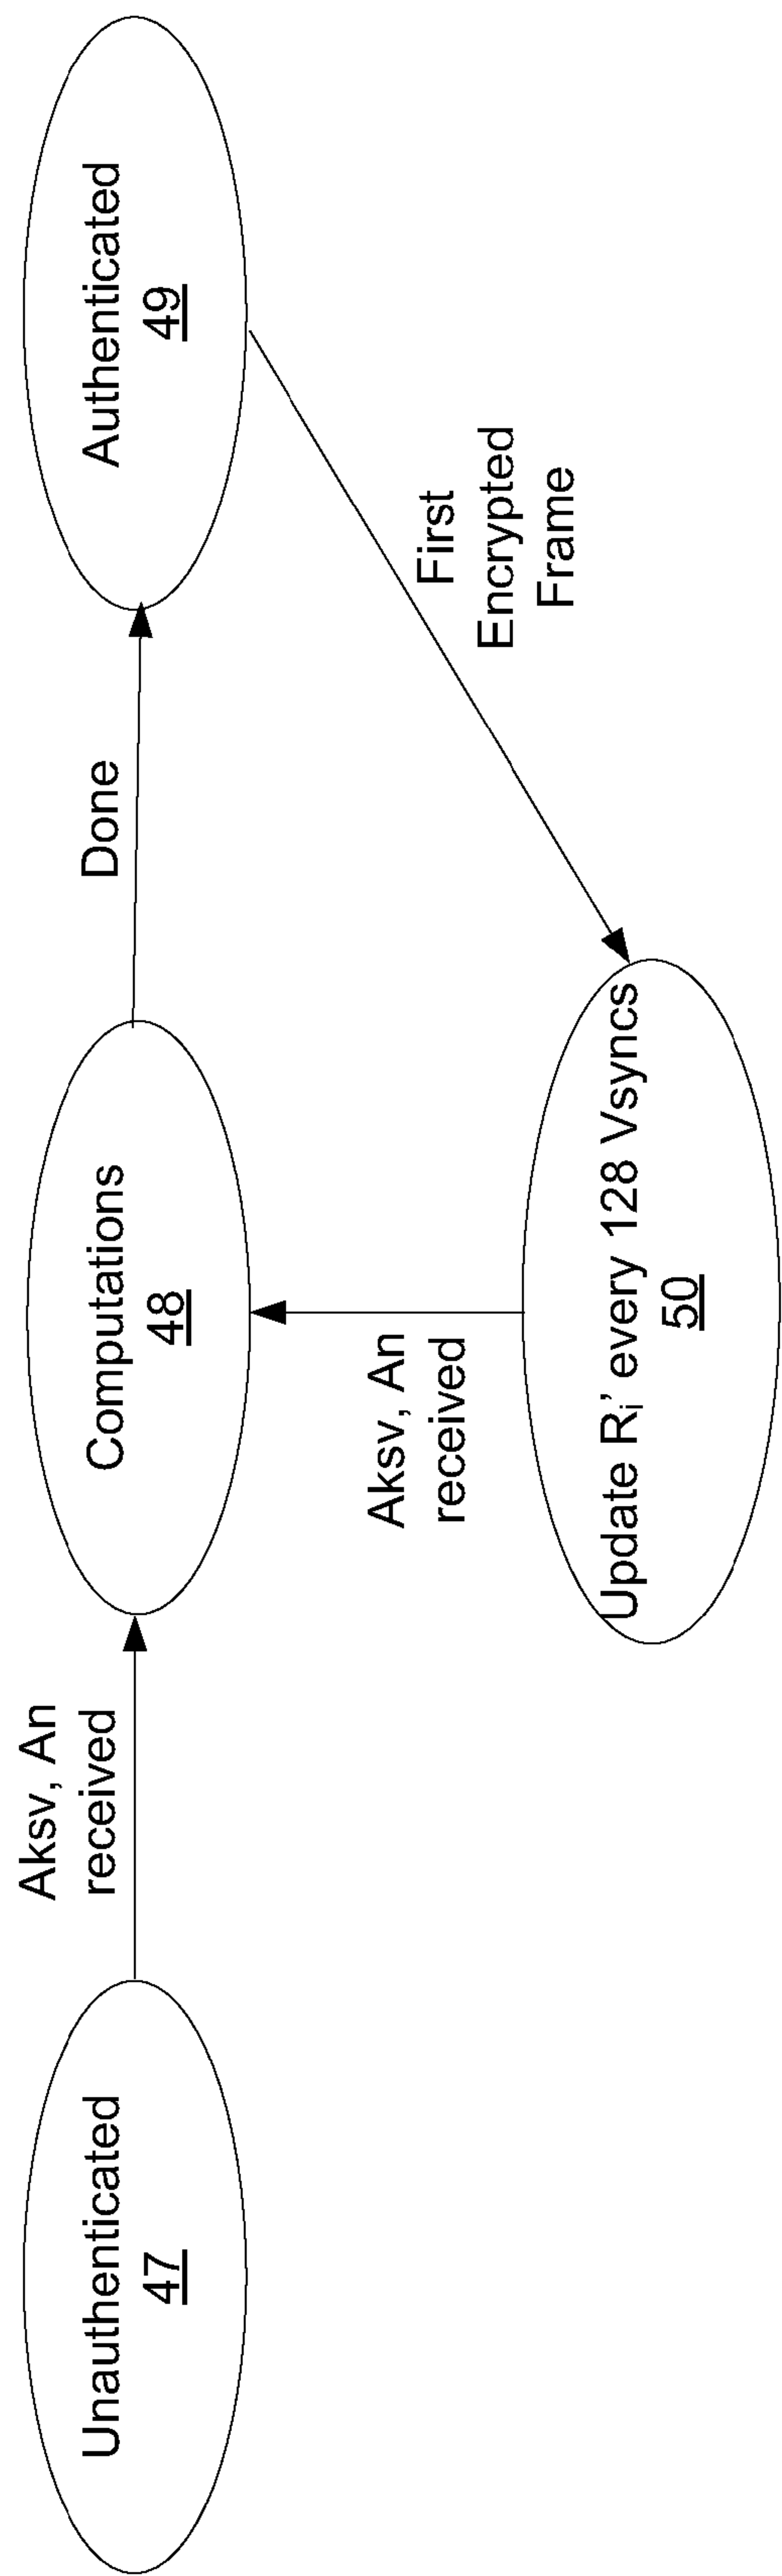 Unauthenticated
47
Aksv, An
received
Computations
48
Done
Authenticated
49
First
Encrypted
Frame
Aksv, An
received
Update Ri’ every 128 Vsyncs
50